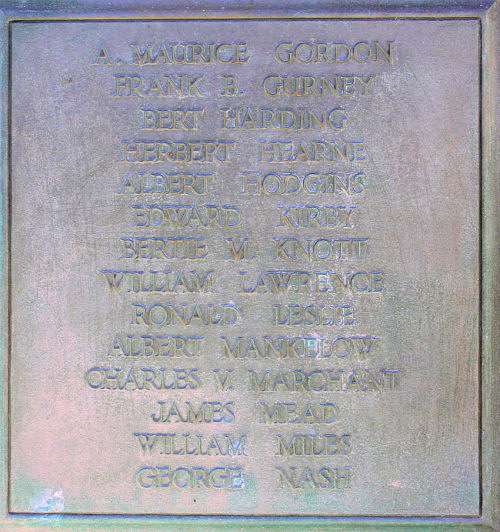 A. MAURICE GORDON
FRANK B. GURNEY
BERT HARDING
HERBERT HEARNE
ALBERT HODGINS
EDWARD KIRBY
BERTIE M. KNOTT
WILLIAM LAWRENCE
RONALD LESLIE
ALBERT MANKELOW
CHARLES V. MARCHANT
JAMES MEAD
WILLIAM MILES
GEORGE NASH